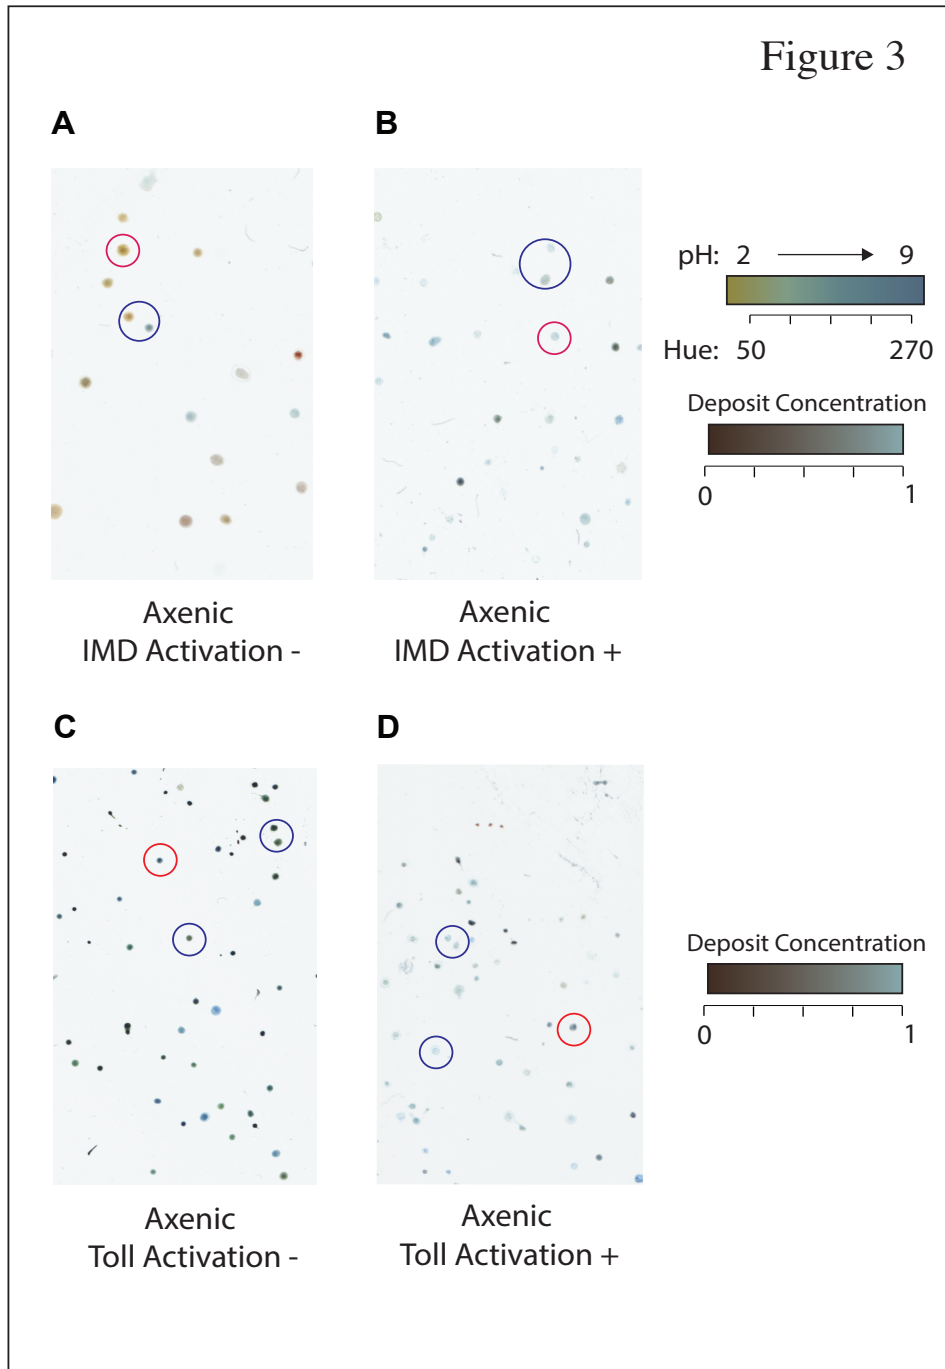 Figure 3
A
B
pH: 2 9
Hue: 50 270
Deposit Concentration
0 1
Axenic
IMD Activation -
Axenic
IMD Activation +
C
D
Deposit Concentration
0 1
Axenic
Toll Activation -
Axenic
Toll Activation +